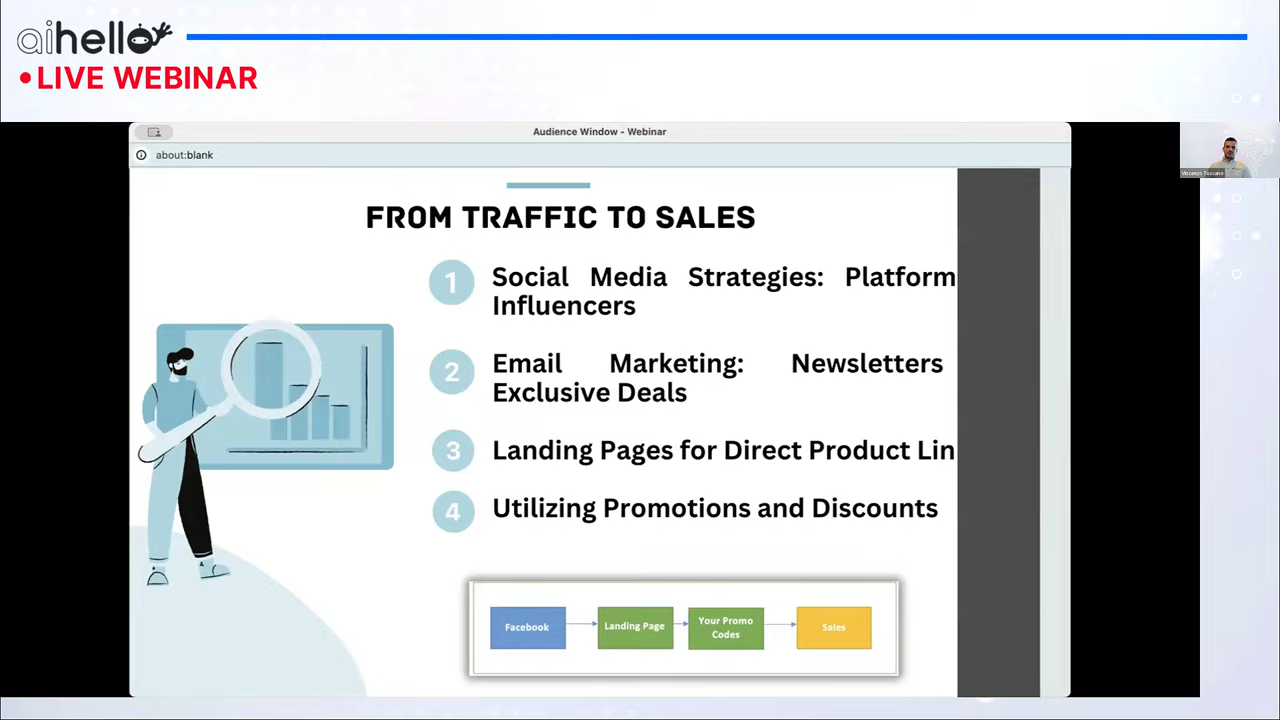 aihello
•LIVE WEBINAR
Audience Window - Webinar
about:blank
Vincenzo Toscano
FROM TRAFFIC TO SALES
1 Social Media Strategies: Platform
Influencers
2 Email Marketing: Newsletters
Exclusive Deals
3 Landing Pages for Direct Product Lin
4 Utilizing Promotions and Discounts
Facebook
Landing Page
Your Promo
Codes
Sales